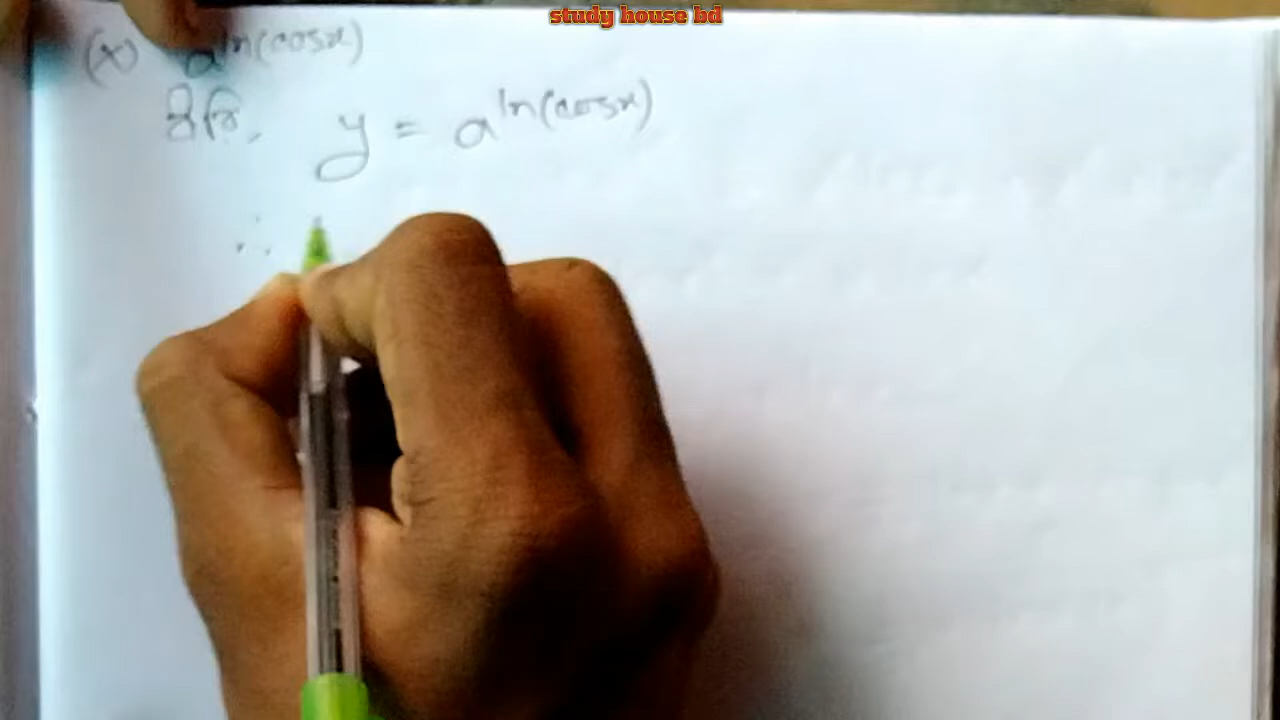 study house bd
(x) a^ln(cosx)
ধরি, y = a^ln(cosx)
∴